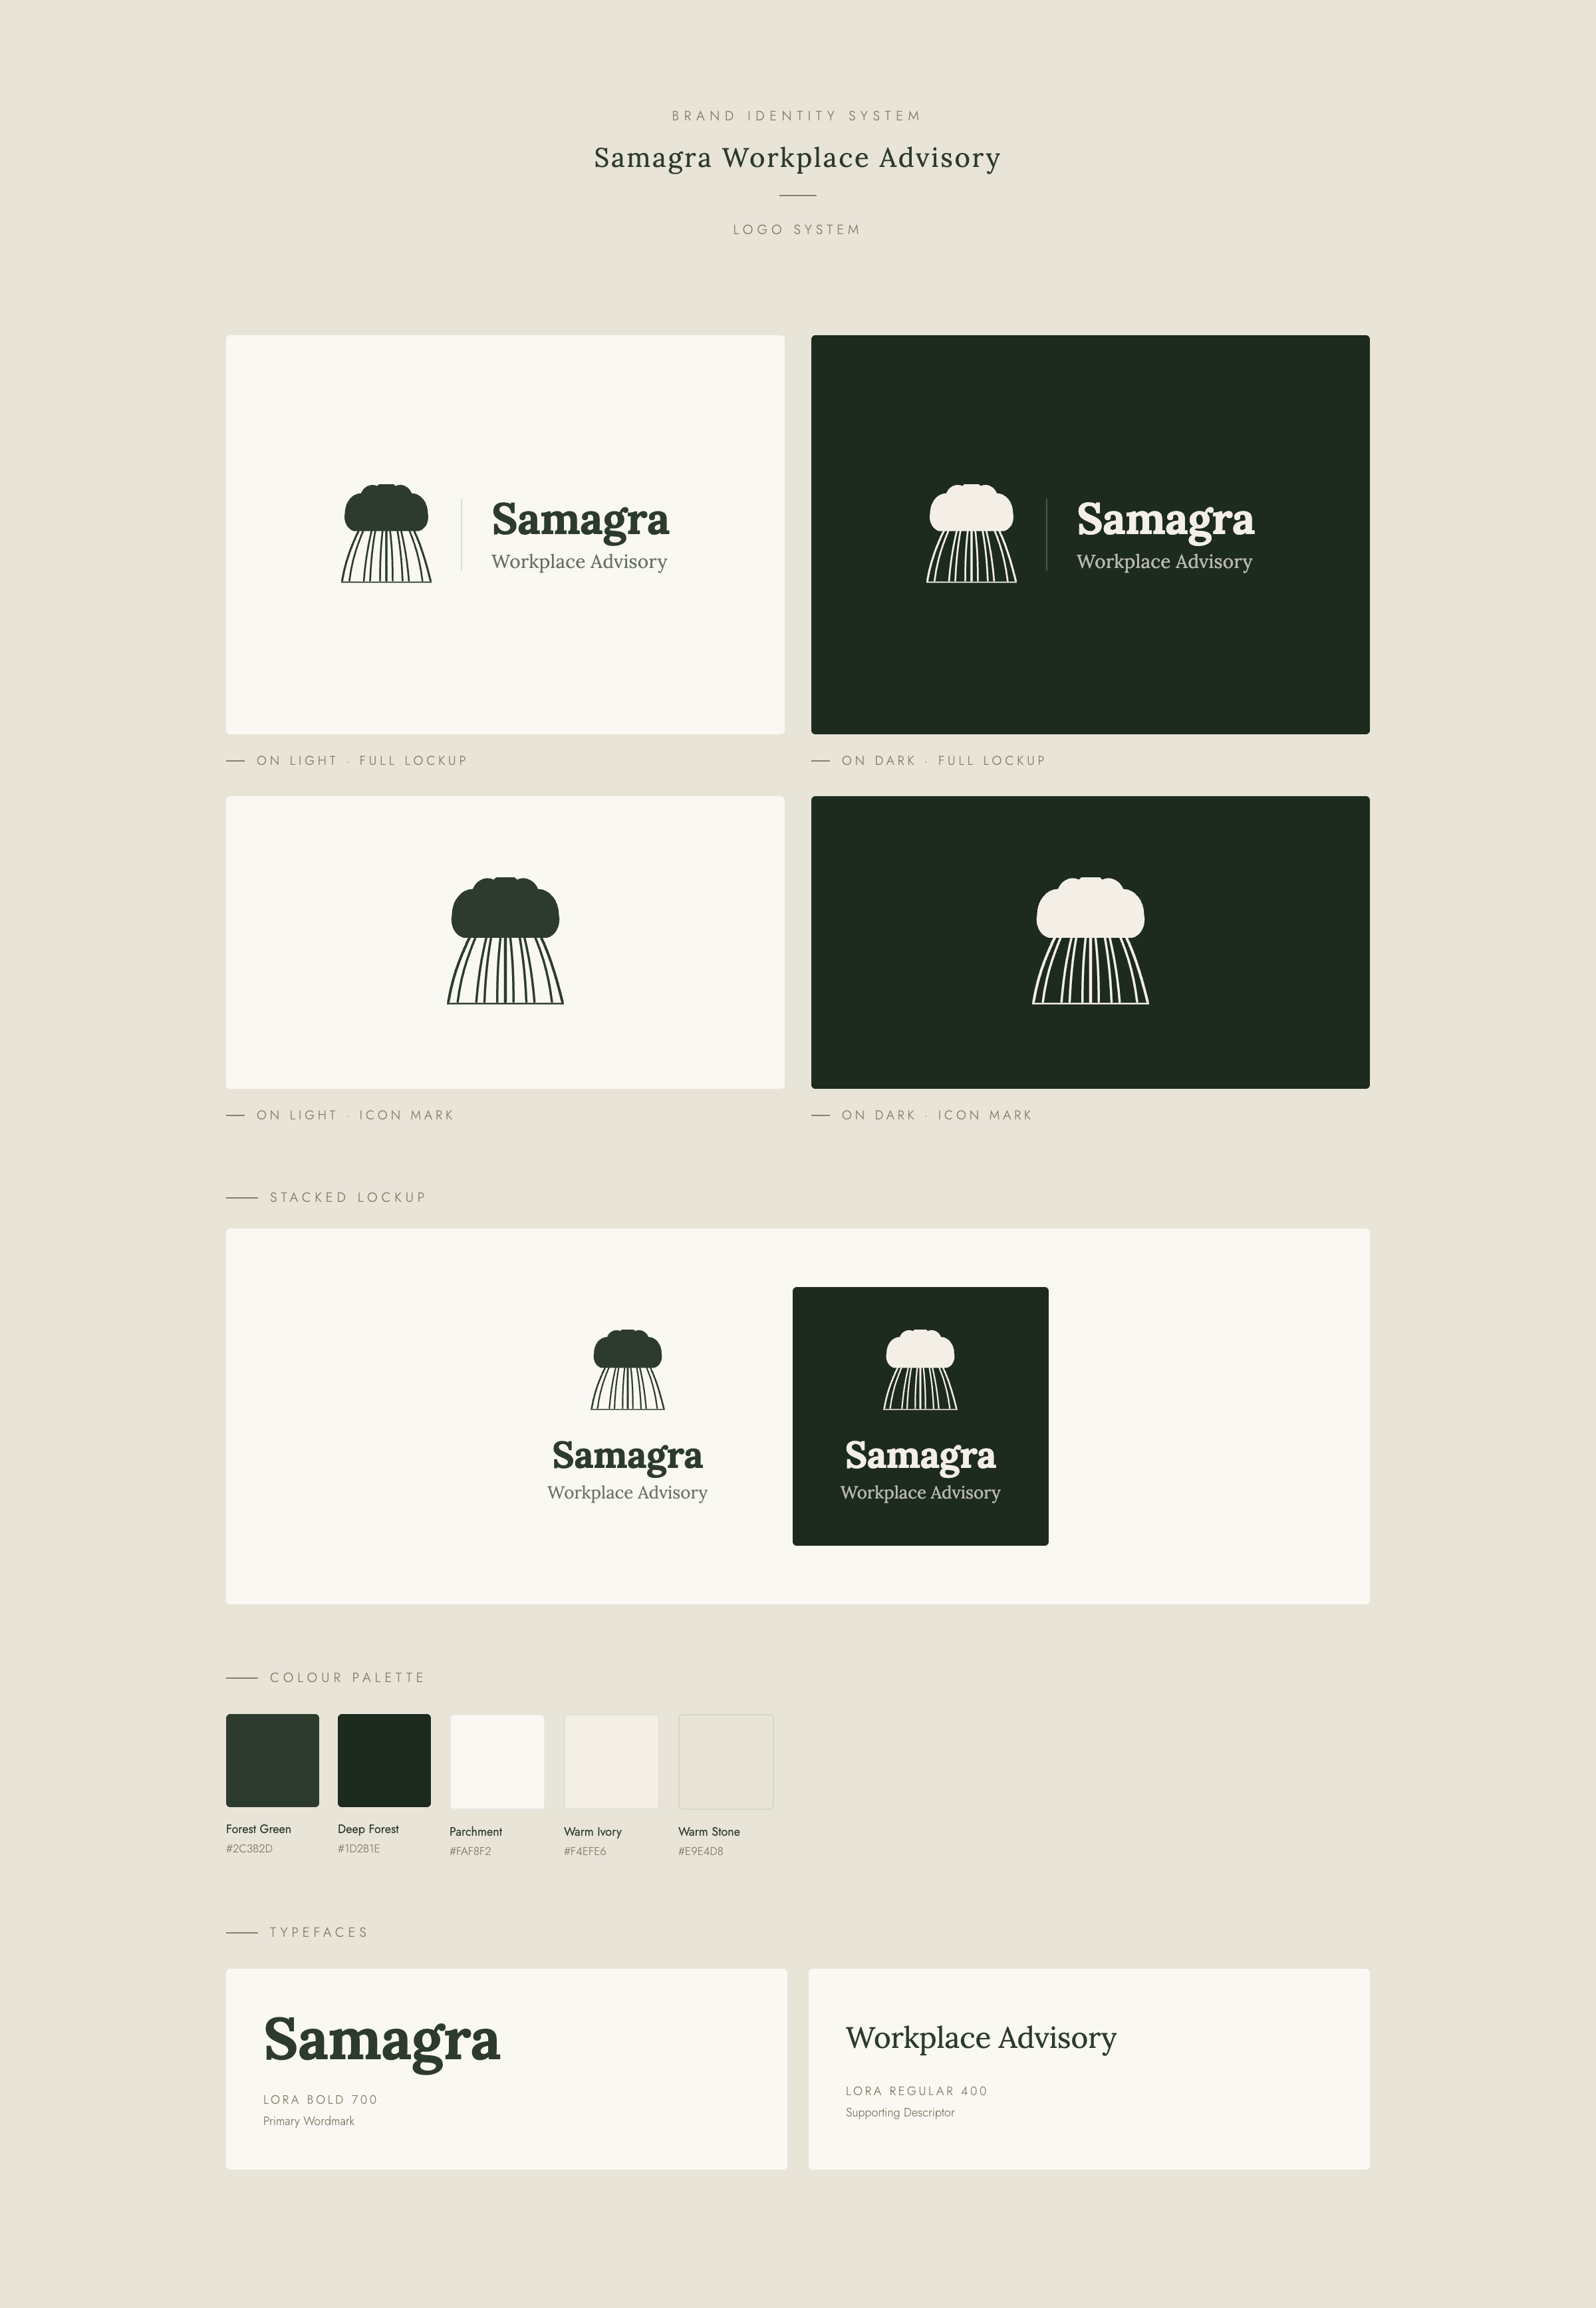 BRAND IDENTITY SYSTEM
Samagra Workplace Advisory
LOGO SYSTEM
Samagra
Workplace Advisory
Samagra
Workplace Advisory
ON LIGHT · FULL LOCKUP
ON DARK · FULL LOCKUP
ON LIGHT · ICON MARK
ON DARK · ICON MARK
STACKED LOCKUP
Samagra
Workplace Advisory
Samagra
Workplace Advisory
COLOUR PALETTE
Forest Green
#2C3B2D
Deep Forest
#1D2B1E
Parchment
#FAF8F2
Warm Ivory
#F4EFE6
Warm Stone
#E9E4D8
TYPEFACES
Samagra
LORA BOLD 700
Primary Wordmark
Workplace Advisory
LORA REGULAR 400
Supporting Descriptor